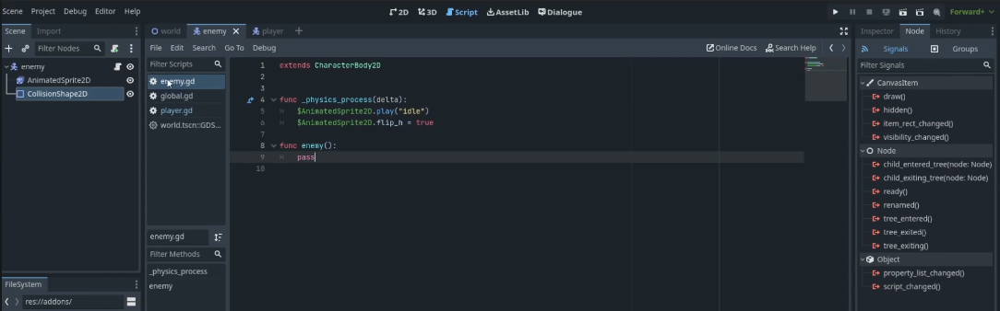 Scene Project Debug Editor Help
2D 3D Script AssetLib Dialogue
Forward+
Scene Import
world enemy player
Inspector Node History
Filter Nodes
File Edit Search Go To Debug
Online Docs Search Help
Signals Groups
Filter Scripts
Filter Signals
enemy
AnimatedSprite2D
CollisionShape2D
enemy.gd
global.gd
player.gd
world.tscn::GDS...
enemy.gd
Filter Methods
_physics_process
enemy
1 extends CharacterBody2D
2
3
4 func _physics_process(delta):
5 $AnimatedSprite2D.play("idle")
6 $AnimatedSprite2D.flip_h = true
7
8 func enemy():
9 pass
10
CanvasItem
draw()
hidden()
item_rect_changed()
visibility_changed()
Node
child_entered_tree(node: Node)
child_exiting_tree(node: Node)
ready()
renamed()
tree_entered()
tree_exited()
tree_exiting()
Object
property_list_changed()
script_changed()
FileSystem
res://addons/